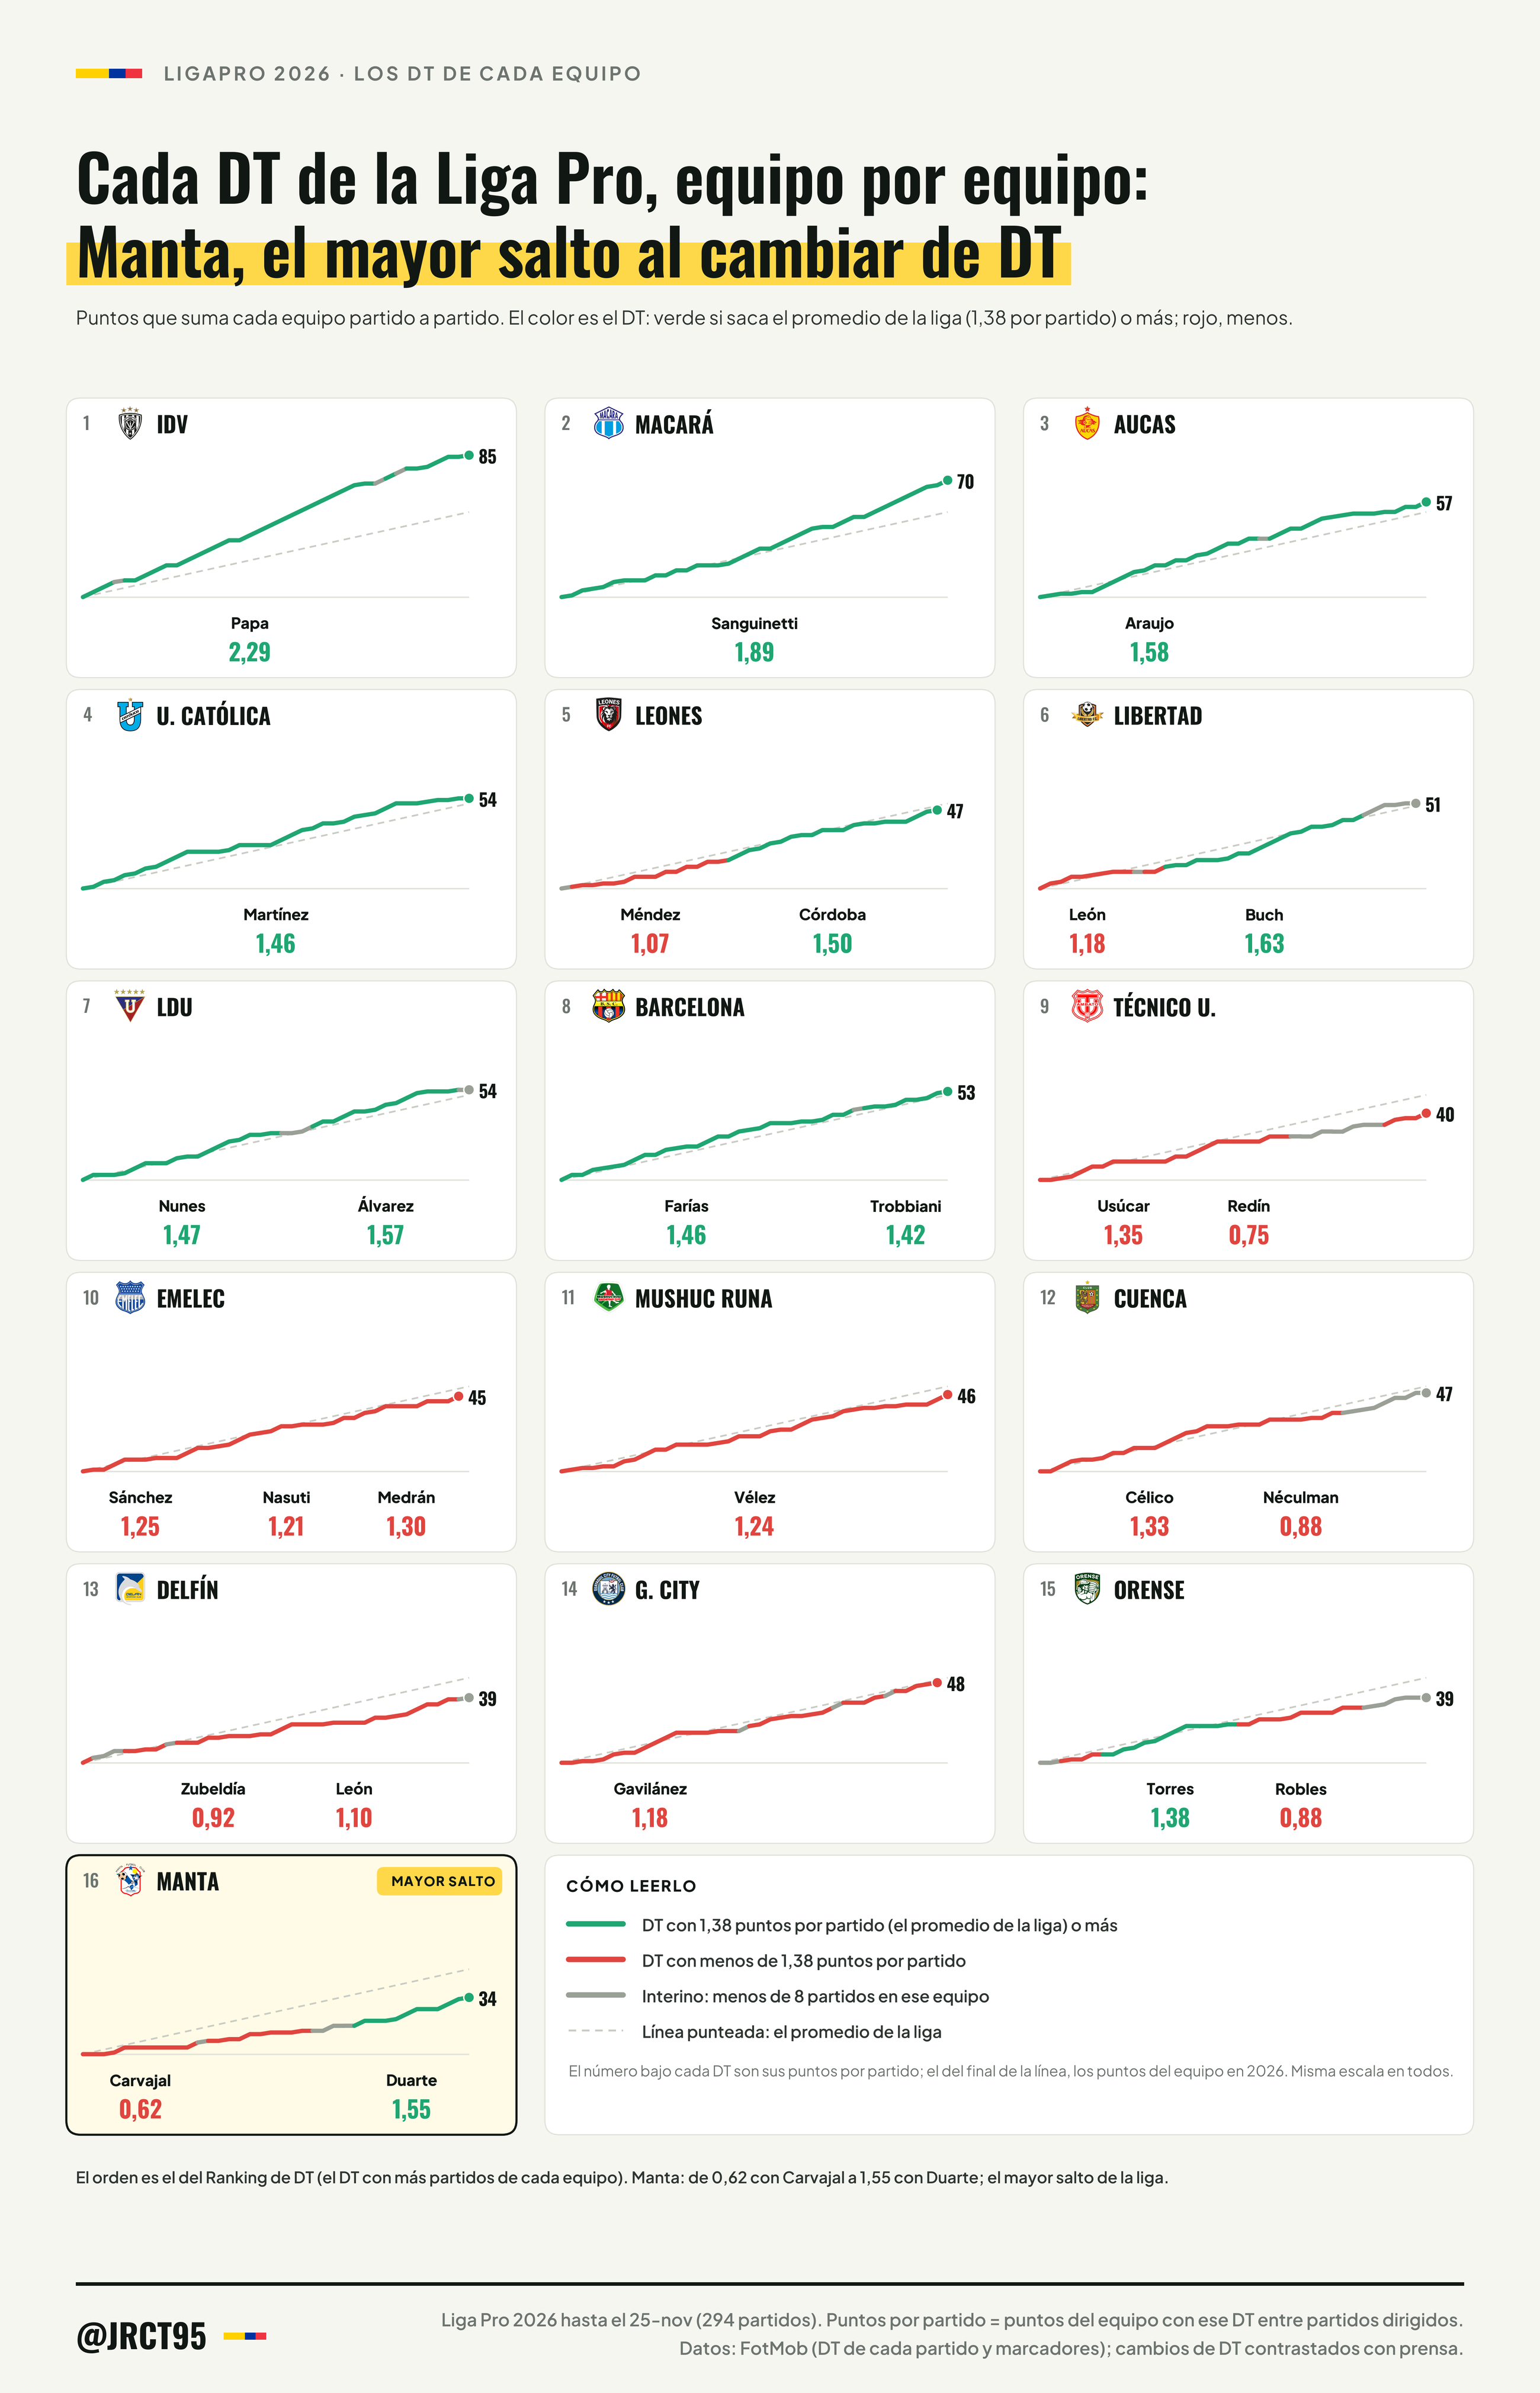 LIGAPRO 2026 · LOS DT DE CADA EQUIPO
Cada DT de la Liga Pro, equipo por equipo:
Manta, el mayor salto al cambiar de DT
Puntos que suma cada equipo partido a partido. El color es el DT: verde si saca el promedio de la liga (1,38 por partido) o más; rojo, menos.
1 IDV
85
Papa
2,29
2 MACARÁ
70
Sanguinetti
1,89
3 AUCAS
57
Araujo
1,58
4 U. CATÓLICA
54
Martínez
1,46
5 LEONES
47
Méndez Córdoba
1,07 1,50
6 LIBERTAD
51
León Buch
1,18 1,63
7 LDU
54
Nunes Álvarez
1,47 1,57
8 BARCELONA
53
Farías Trobbiani
1,46 1,42
9 TÉCNICO U.
40
Usúcar Redín
1,35 0,75
10 EMELEC
45
Sánchez Nasuti Medrán
1,25 1,21 1,30
11 MUSHUC RUNA
46
Vélez
1,24
12 CUENCA
47
Célico Néculman
1,33 0,88
13 DELFÍN
39
Zubeldía León
0,92 1,10
14 G. CITY
48
Gavilánez
1,18
15 ORENSE
39
Torres Robles
1,38 0,88
16 MANTA MAYOR SALTO
34
Carvajal Duarte
0,62 1,55
CÓMO LEERLO
DT con 1,38 puntos por partido (el promedio de la liga) o más
DT con menos de 1,38 puntos por partido
Interino: menos de 8 partidos en ese equipo
Línea punteada: el promedio de la liga
El número bajo cada DT son sus puntos por partido; el del final de la línea, los puntos del equipo en 2026. Misma escala en todos.
El orden es el del Ranking de DT (el DT con más partidos de cada equipo). Manta: de 0,62 con Carvajal a 1,55 con Duarte; el mayor salto de la liga.
@JRCT95
Liga Pro 2026 hasta el 25-nov (294 partidos). Puntos por partido = puntos del equipo con ese DT entre partidos dirigidos.
Datos: FotMob (DT de cada partido y marcadores); cambios de DT contrastados con prensa.